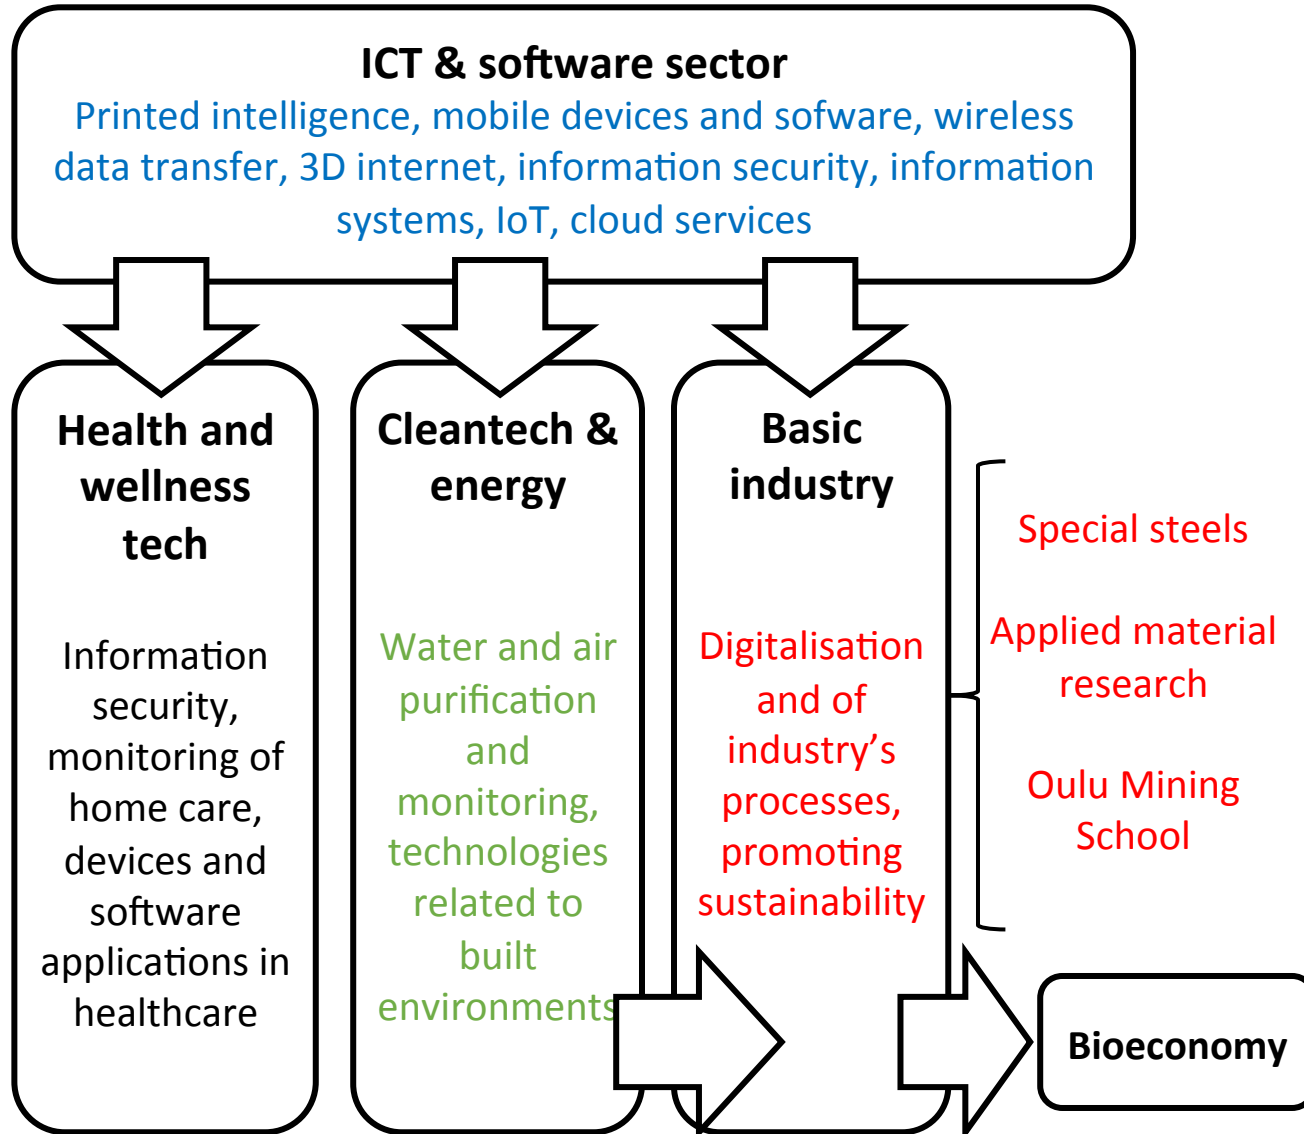 ICT & software sector
Printed intelligence, mobile devices and sofware, wireless
data transfer, 3D internet, information security, information
systems, IoT, cloud services
Health and
wellness
tech
Information
security,
monitoring of
home care,
devices and
software
applications in
healthcare
Cleantech &
energy
Water and air
purification
and
monitoring,
technologies
related to
built
environments
Basic
industry
Digitalisation
and of
industry’s
processes,
promoting
sustainability
Special steels
Applied material
research
Oulu Mining
School
Bioeconomy